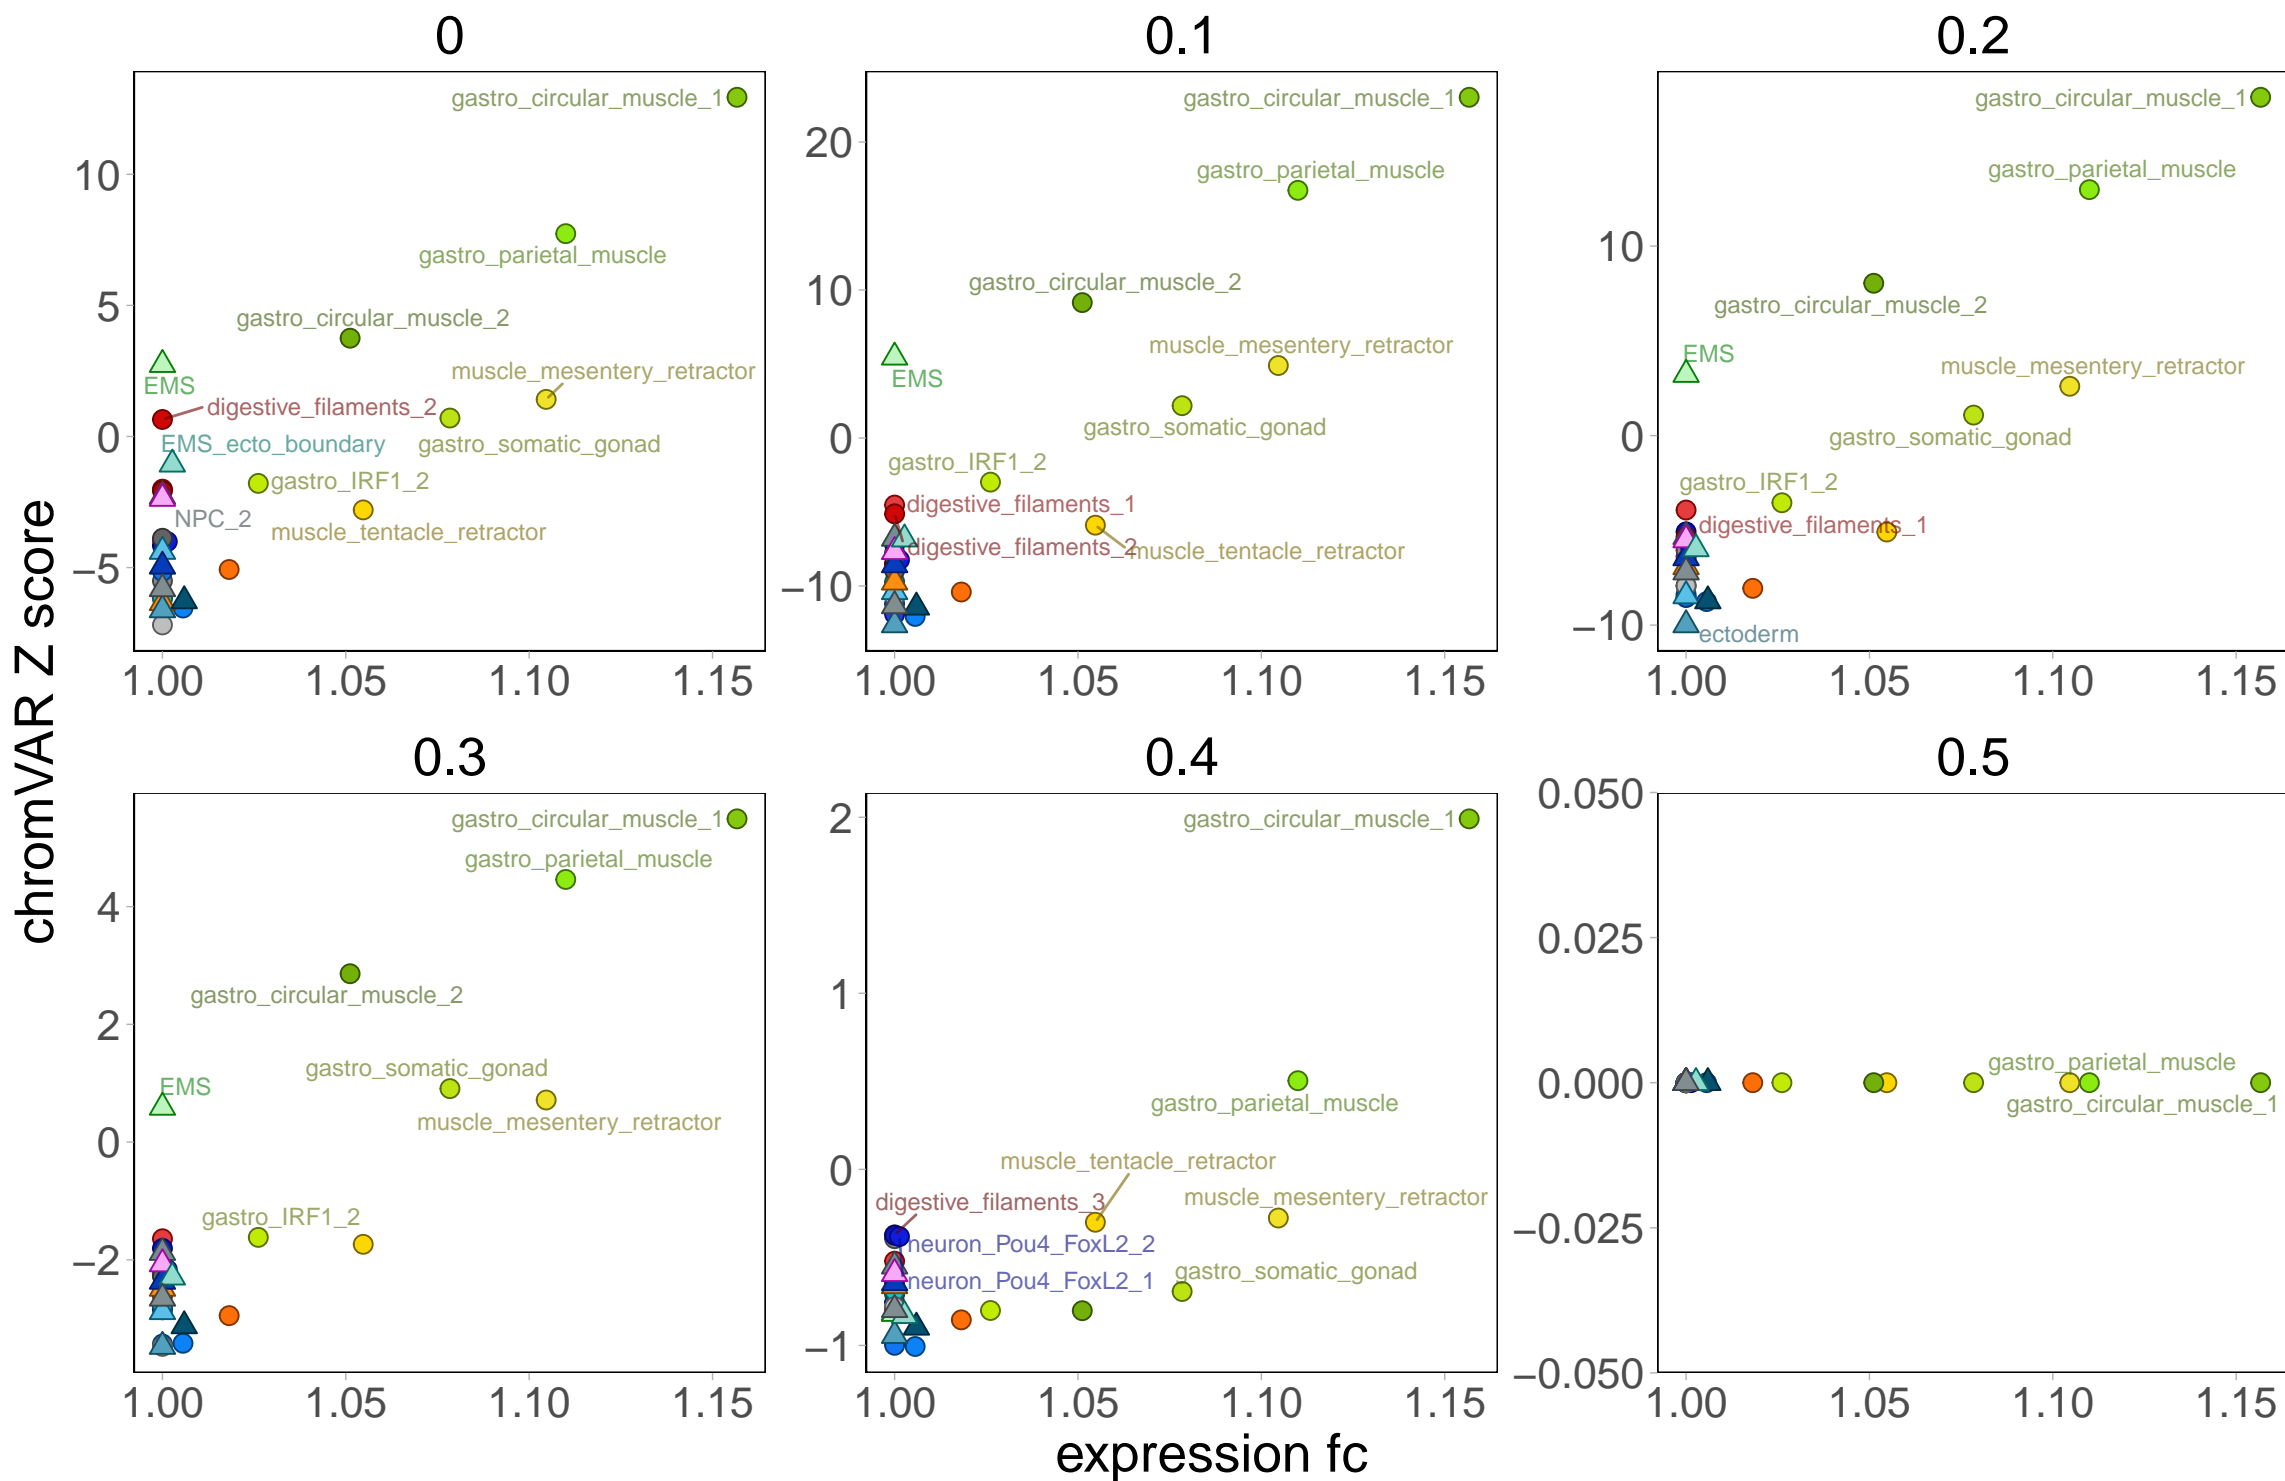 0
0.1
0.2
chromVAR Z score
10
5
0
−5
gastro_circular_muscle_1
gastro_parietal_muscle
gastro_circular_muscle_2
EMS
muscle_mesentery_retractor
digestive_filaments_2
EMS_ecto_boundary
gastro_somatic_gonad
gastro_IRF1_2
NPC_2
muscle_tentacle_retractor
1.00 1.05 1.10 1.15
20
10
0
−10
gastro_circular_muscle_1
gastro_parietal_muscle
gastro_circular_muscle_2
muscle_mesentery_retractor
EMS
gastro_somatic_gonad
gastro_IRF1_2
digestive_filaments_1
digestive_filaments_2
muscle_tentacle_retractor
1.00 1.05 1.10 1.15
10
0
−10
gastro_circular_muscle_1
gastro_parietal_muscle
gastro_circular_muscle_2
EMS
muscle_mesentery_retractor
gastro_somatic_gonad
gastro_IRF1_2
digestive_filaments_1
ectoderm
1.00 1.05 1.10 1.15
0.3
0.4
0.5
4
2
0
−2
gastro_circular_muscle_1
gastro_parietal_muscle
gastro_circular_muscle_2
gastro_somatic_gonad
EMS
muscle_mesentery_retractor
gastro_IRF1_2
1.00 1.05 1.10 1.15
2
1
0
−1
gastro_circular_muscle_1
gastro_parietal_muscle
muscle_tentacle_retractor
digestive_filaments_3
muscle_mesentery_retractor
neuron_Pou4_FoxL2_2
gastro_somatic_gonad
neuron_Pou4_FoxL2_1
1.00 1.05 1.10 1.15
0.050
0.025
0.000
−0.025
−0.050
gastro_parietal_muscle
gastro_circular_muscle_1
1.00 1.05 1.10 1.15
expression fc